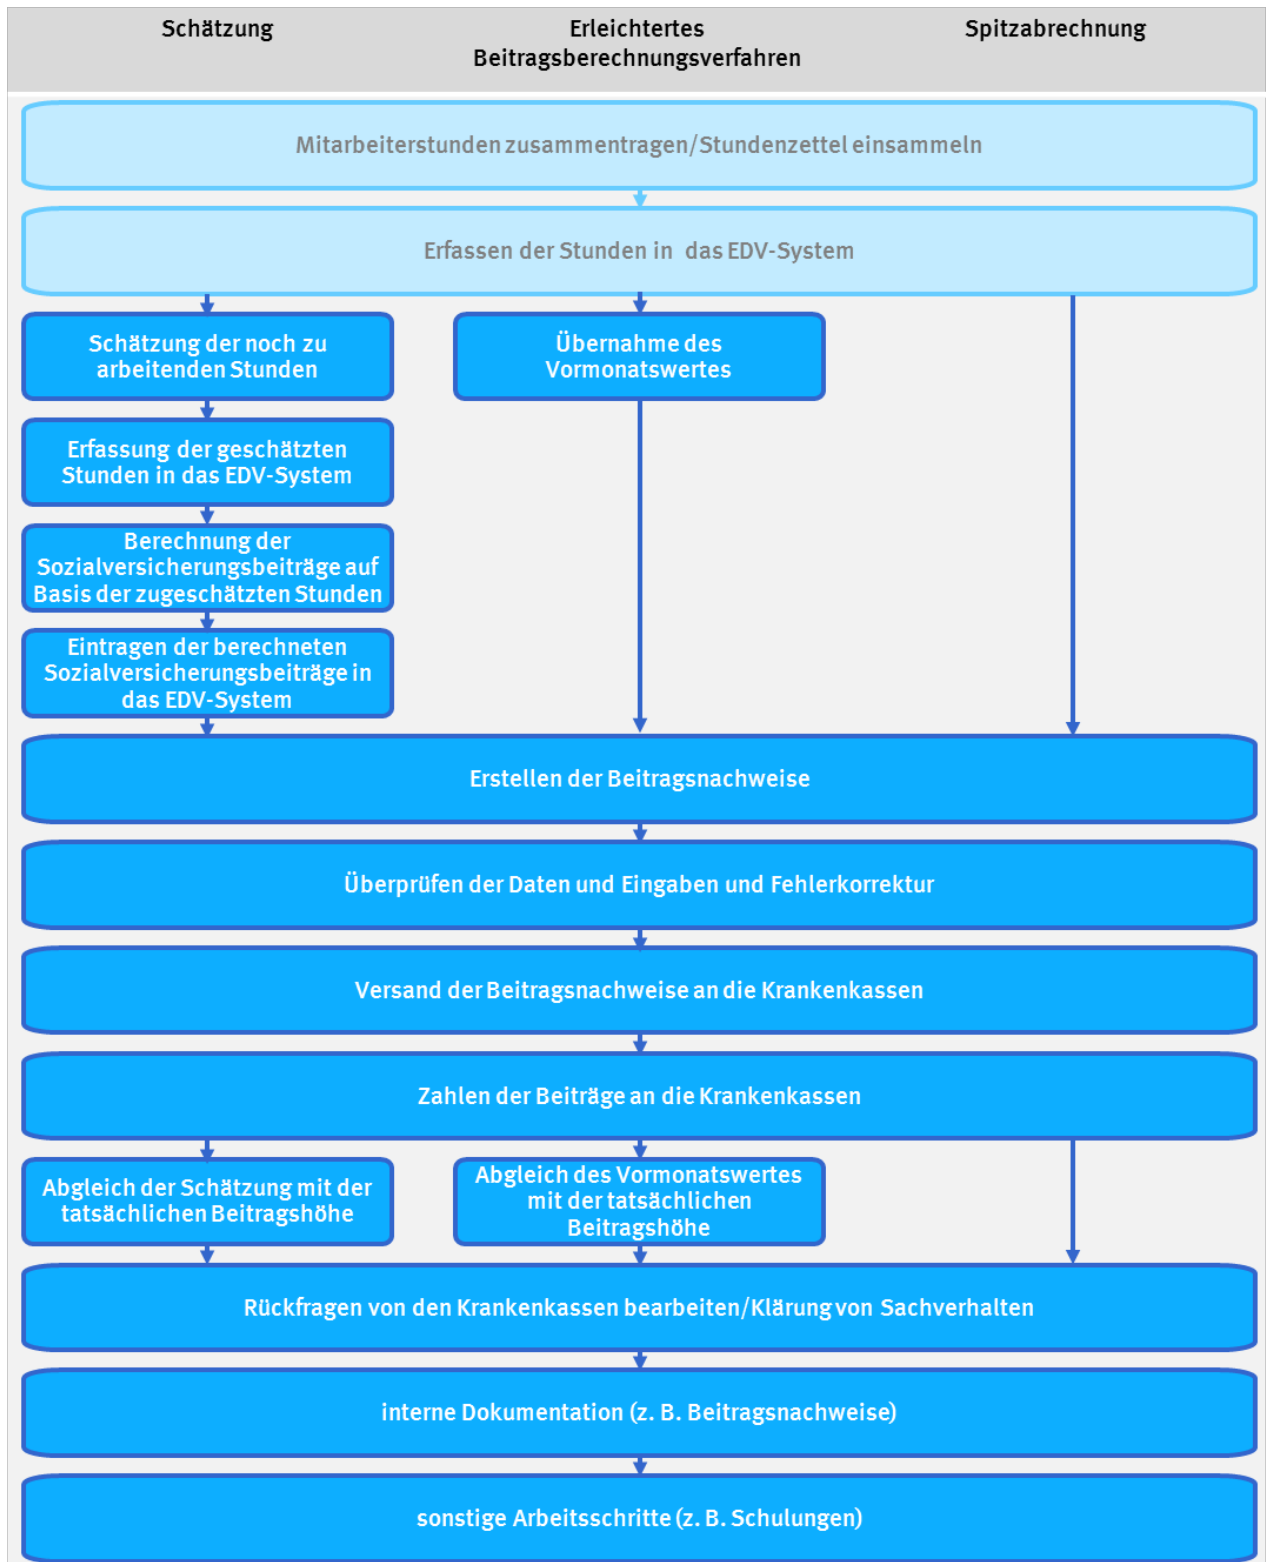 Schätzung
Erleichtertes
Beitragsberechnungsverfahren
Spitzabrechnung
Mitarbeiterstunden zusammentragen/Stundenzettel einsammeln
Erfassen der Stunden in das EDV-System
Schätzung der noch zu
arbeitenden Stunden
Übernahme des
Vormonatswertes
Erfassung der geschätzten
Stunden in das EDV-System
Berechnung der
Sozialversicherungsbeiträge auf
Basis der zugeschätzten Stunden
Eintragen der berechneten
Sozialversicherungsbeiträge in
das EDV-System
Erstellen der Beitragsnachweise
Überprüfen der Daten und Eingaben und Fehlerkorrektur
Versand der Beitragsnachweise an die Krankenkassen
Zahlen der Beiträge an die Krankenkassen
Abgleich der Schätzung mit der
tatsächlichen Beitragshöhe
Abgleich des Vormonatswertes
mit der tatsächlichen
Beitragshöhe
Rückfragen von den Krankenkassen bearbeiten/Klärung von Sachverhalten
interne Dokumentation (z. B. Beitragsnachweise)
sonstige Arbeitsschritte (z. B. Schulungen)